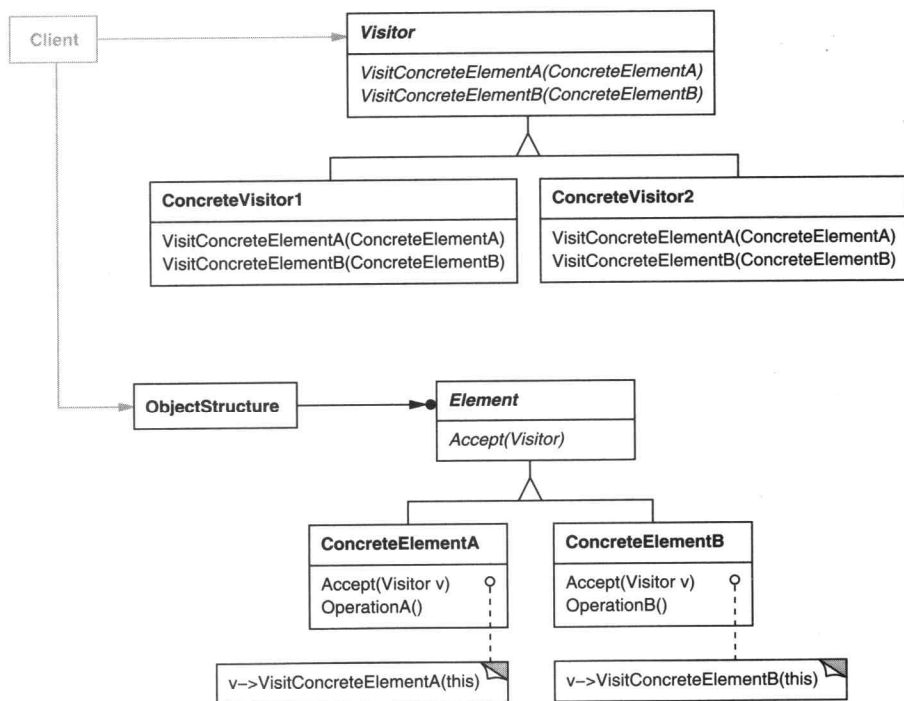 Client
Visitor
VisitConcreteElementA(ConcreteElementA)
VisitConcreteElementB(ConcreteElementB)
ConcreteVisitor1
VisitConcreteElementA(ConcreteElementA)
VisitConcreteElementB(ConcreteElementB)
ConcreteVisitor2
VisitConcreteElementA(ConcreteElementA)
VisitConcreteElementB(ConcreteElementB)
ObjectStructure
Element
Accept(Visitor)
ConcreteElementA
Accept(Visitor v)
OperationA()
ConcreteElementB
Accept(Visitor v)
OperationB()
v–>VisitConcreteElementA(this)
v–>VisitConcreteElementB(this)